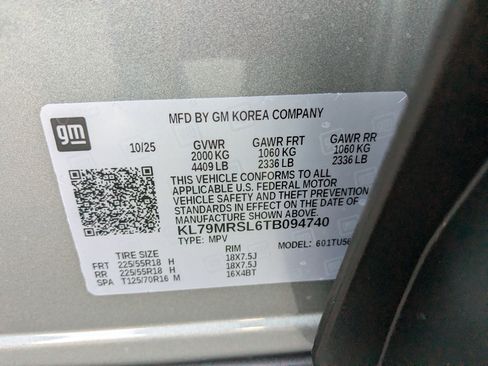 gm
MFD BY GM KOREA COMPANY
10/25 GVWR GAWR FRT GAWR RR
2000 KG 1060 KG 1060 KG
4409 LB 2336 LB 2336 LB
THIS VEHICLE CONFORMS TO ALL
APPLICABLE U.S. FEDERAL MOTOR
VEHICLE SAFETY AND THEFT PREVENTION
STANDARDS IN EFFECT ON THE DATE OF
MANUFACTURE SHOWN ABOVE.
KL79MRSL6TB094740
TYPE: MPV MODEL: 601TU56
TIRE SIZE RIM
FRT 225/55R18 H 18X7.5J
RR 225/55R18 H 18X7.5J
SPA T125/70R16 M 16X4BT